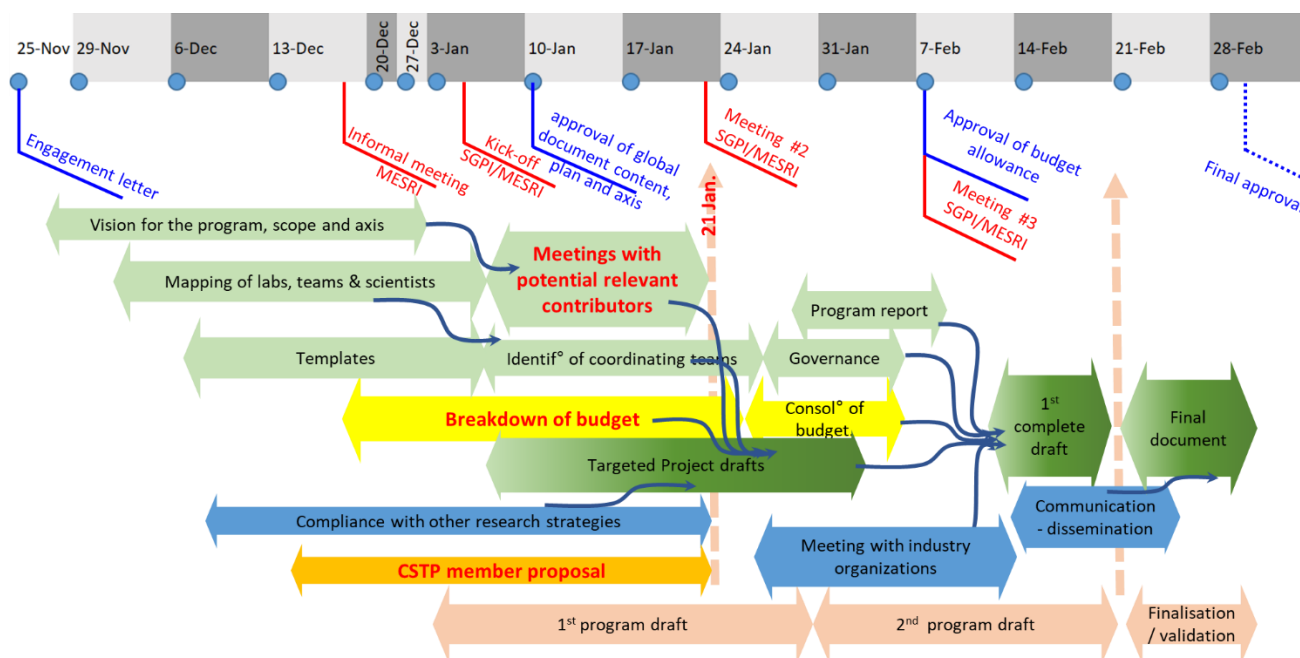 25-Nov
29-Nov
6-Dec
13-Dec
20-Dec
27-Dec
3-Jan
10-Jan
17-Jan
24-Jan
31-Jan
7-Feb
14-Feb
21-Feb
28-Feb
Engagement letter
Informal meeting
MESRI
Kick-off
SGPI/MESRI
approval of global
document content,
plan and axis
Meeting #2
SGPI/MESRI
21 Jan.
Approval of budget
allowance
Meeting #3
SGPI/MESRI
Final approval
Vision for the program, scope and axis
Mapping of labs, teams & scientists
Meetings with
potential relevant
contributors
Program report
Templates
Identif° of coordinating teams
Governance
Breakdown of budget
Consol° of
budget
1st
complete
draft
Final
document
Targeted Project drafts
Compliance with other research strategies
Communication
- dissemination
Meeting with industry
organizations
CSTP member proposal
1st program draft
2nd program draft
Finalisation
/ validation